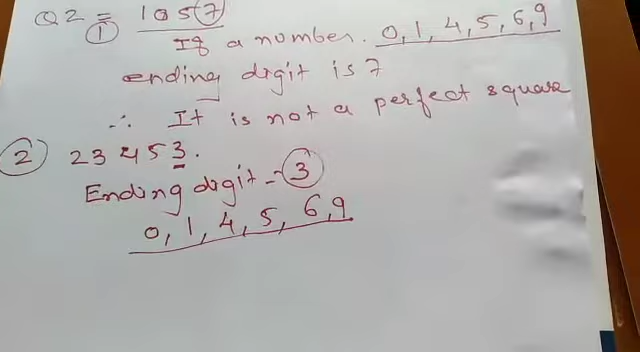 Q2 = ① 1057
If a number. 0, 1, 4, 5, 6, 9
ending digit is 7
∴ It is not a perfect square
② 23453.
Ending digit = 3
0, 1, 4, 5, 6, 9